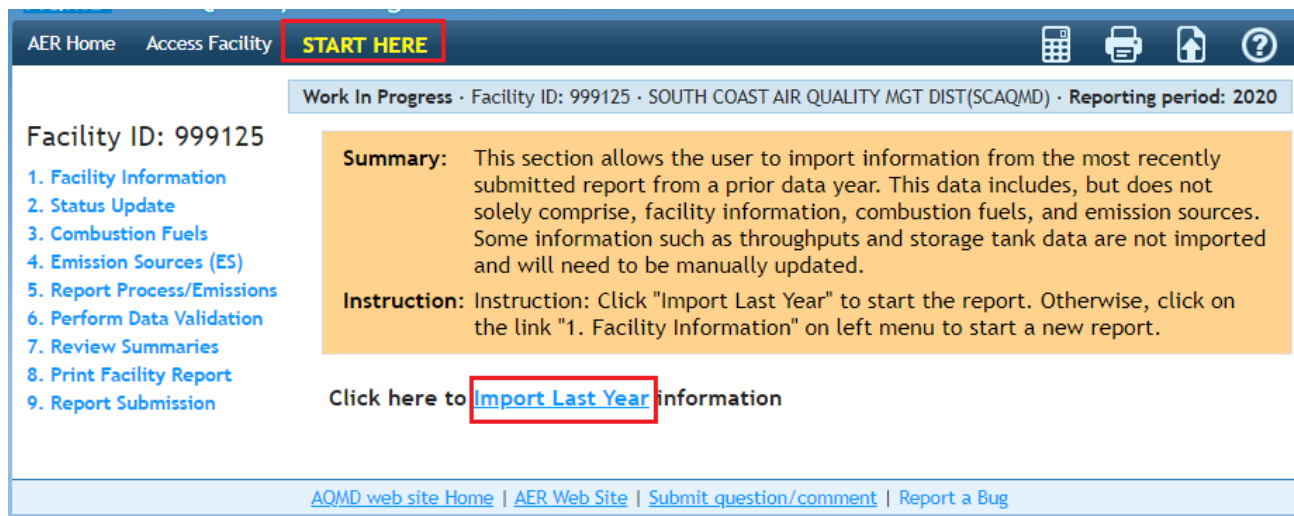 AER Home Access Facility START HERE
Work In Progress · Facility ID: 999125 · SOUTH COAST AIR QUALITY MGT DIST(SCAQMD) · Reporting period: 2020
Facility ID: 999125
1. Facility Information
2. Status Update
3. Combustion Fuels
4. Emission Sources (ES)
5. Report Process/Emissions
6. Perform Data Validation
7. Review Summaries
8. Print Facility Report
9. Report Submission
Summary: This section allows the user to import information from the most recently
submitted report from a prior data year. This data includes, but does not
solely comprise, facility information, combustion fuels, and emission sources.
Some information such as throughputs and storage tank data are not imported
and will need to be manually updated.
Instruction: Instruction: Click "Import Last Year" to start the report. Otherwise, click on
the link "1. Facility Information" on left menu to start a new report.
Click here to Import Last Year information
AQMD web site Home | AER Web Site | Submit question/comment | Report a Bug